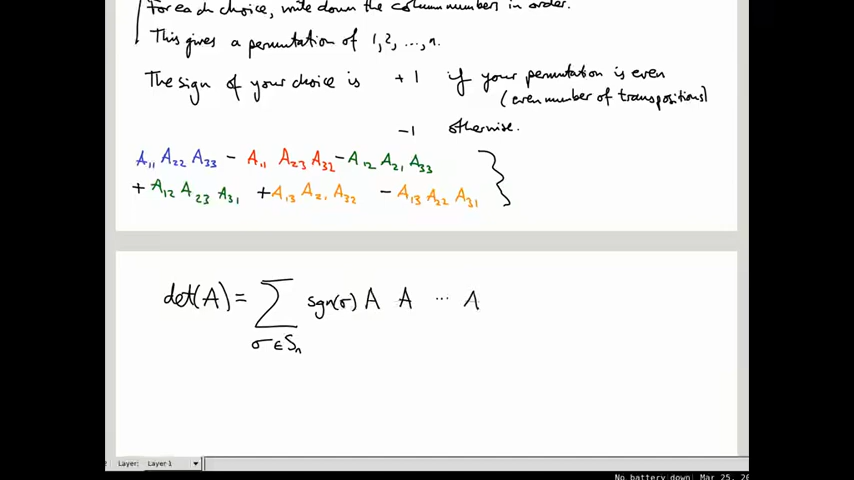 For each choice, write down the column numbers in order.
This gives a permutation of 1, 2, ..., n.
The sign of your choice is +1 if your permutation is even
(even number of transpositions)
-1 otherwise.
A₁₁ A₂₂ A₃₃ - A₁₁ A₂₃ A₃₂ - A₁₂ A₂₁ A₃₃
+ A₁₂ A₂₃ A₃₁ + A₁₃ A₂₁ A₃₂ - A₁₃ A₂₂ A₃₁
det(A) = ∑ sgn(σ) A A ... A
σ ∈ Sₙ
Layer: Layer 1
No battery down Mar 25, 20